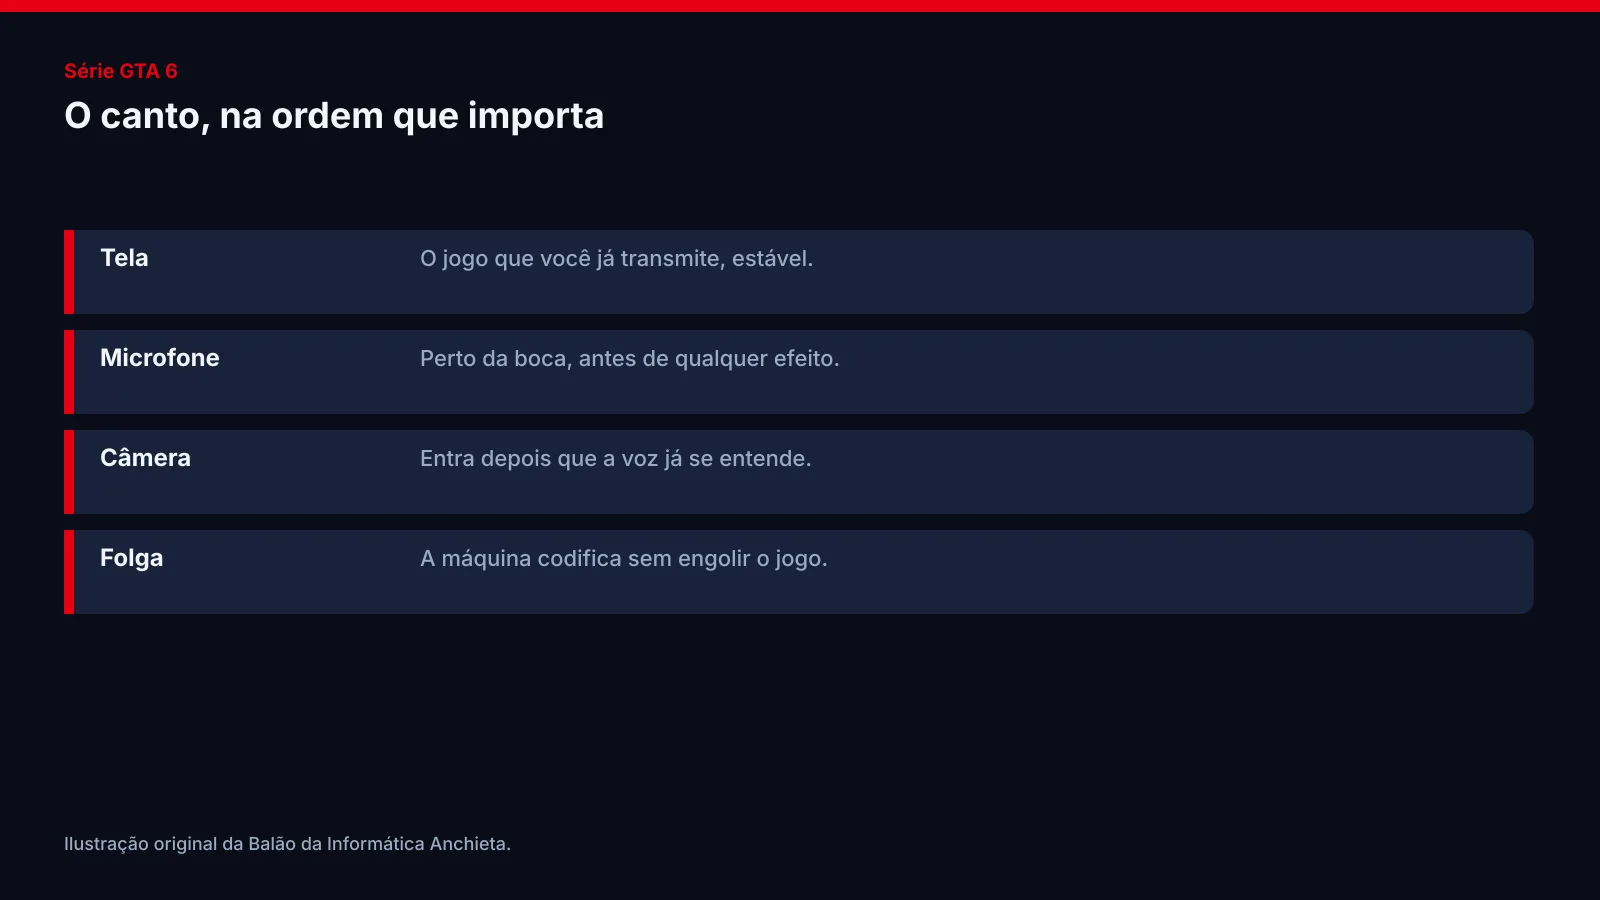 Série GTA 6
O canto, na ordem que importa
Tela
O jogo que você já transmite, estável.
Microfone
Perto da boca, antes de qualquer efeito.
Câmera
Entra depois que a voz já se entende.
Folga
A máquina codifica sem engolir o jogo.
Ilustração original da Balão da Informática Anchieta.